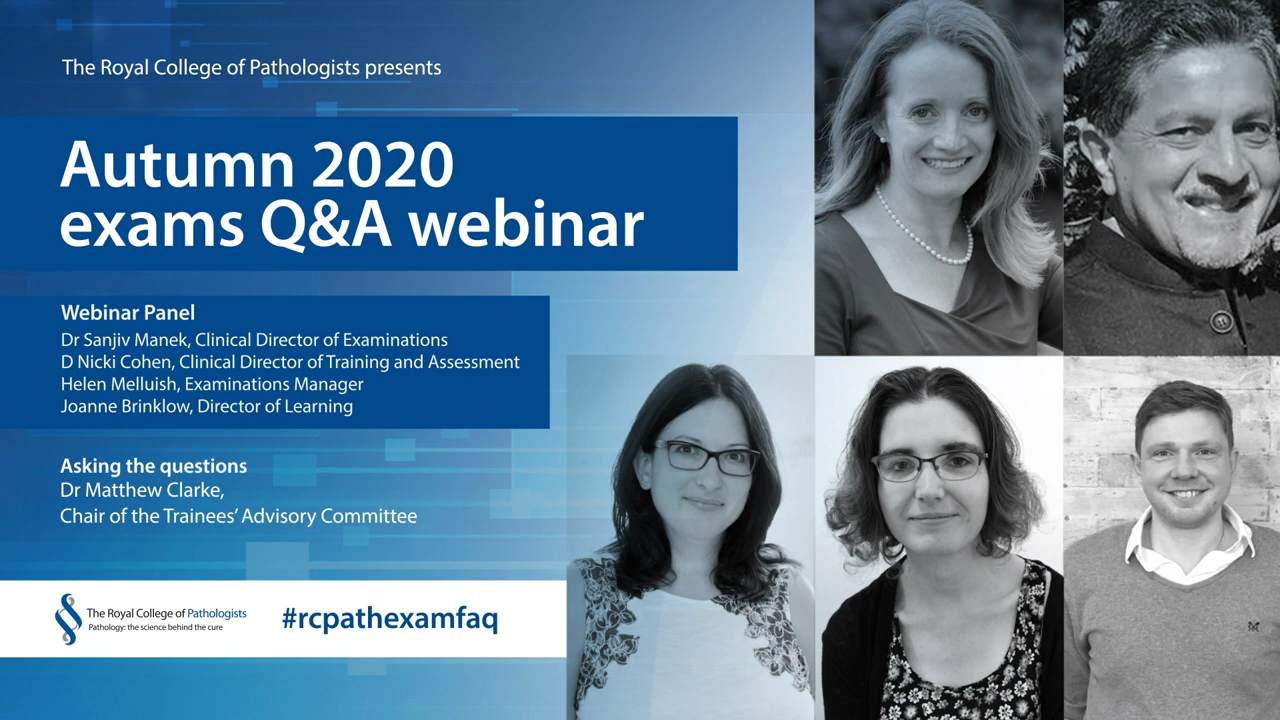 The Royal College of Pathologists presents
Autumn 2020
exams Q&A webinar
Webinar Panel
Dr Sanjiv Manek, Clinical Director of Examinations
D Nicki Cohen, Clinical Director of Training and Assessment
Helen Melluish, Examinations Manager
Joanne Brinklow, Director of Learning
Asking the questions
Dr Matthew Clarke,
Chair of the Trainees’ Advisory Committee
The Royal College of Pathologists
Pathology: the science behind the cure
#rcpathexamfaq